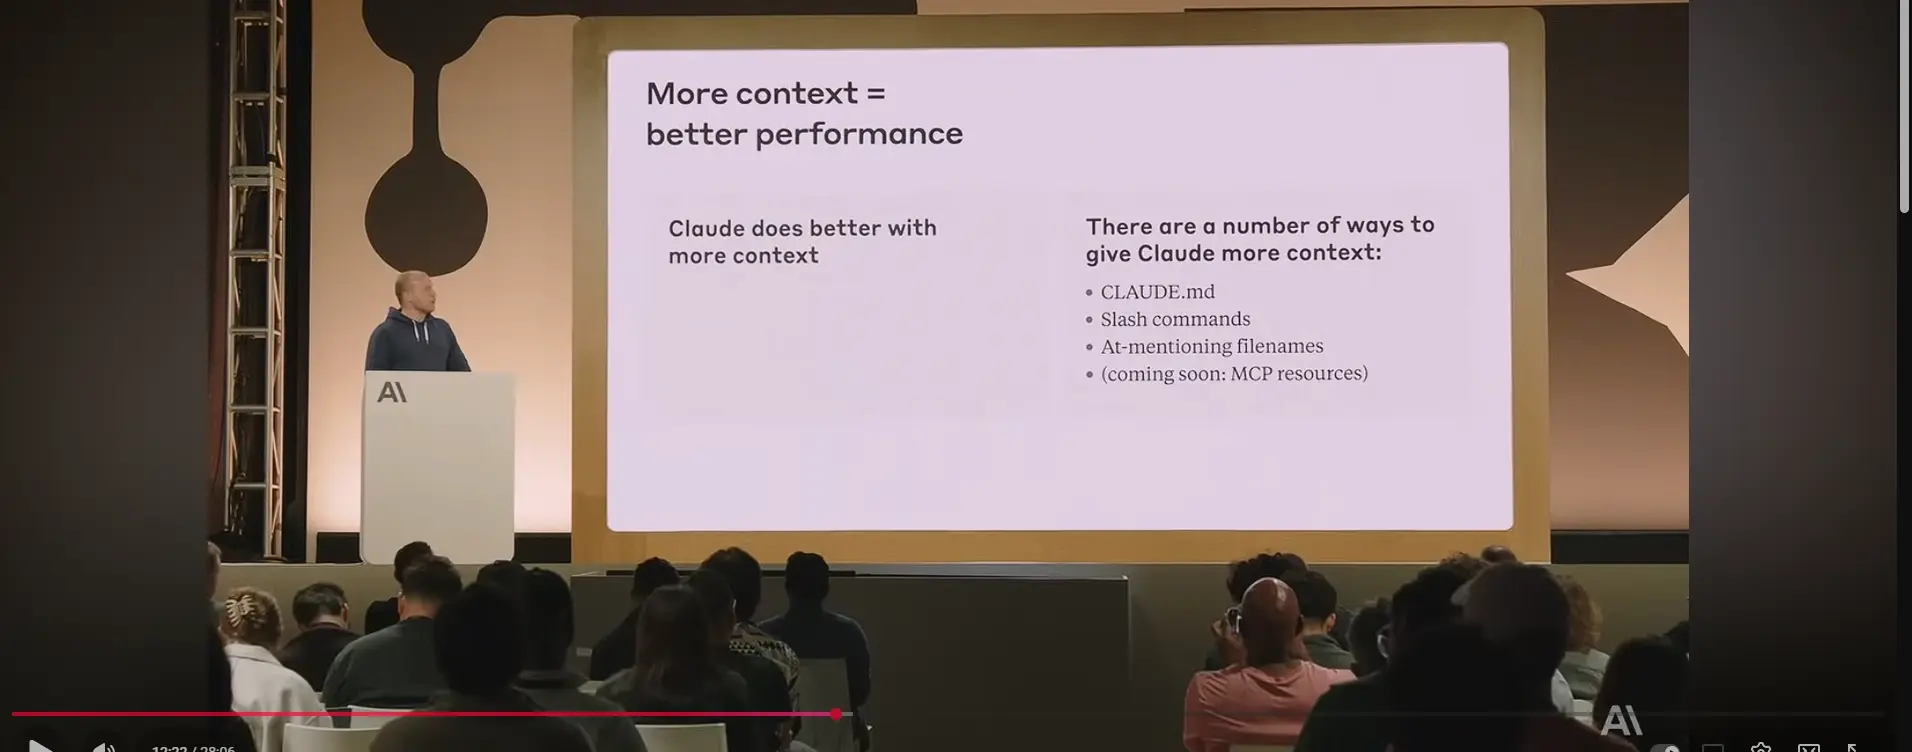 More context =
better performance
Claude does better with
more context
There are a number of ways to
give Claude more context:
• CLAUDE.md
• Slash commands
• At-mentioning filenames
• (coming soon: MCP resources)
A\
A\
12:22 / 28:06